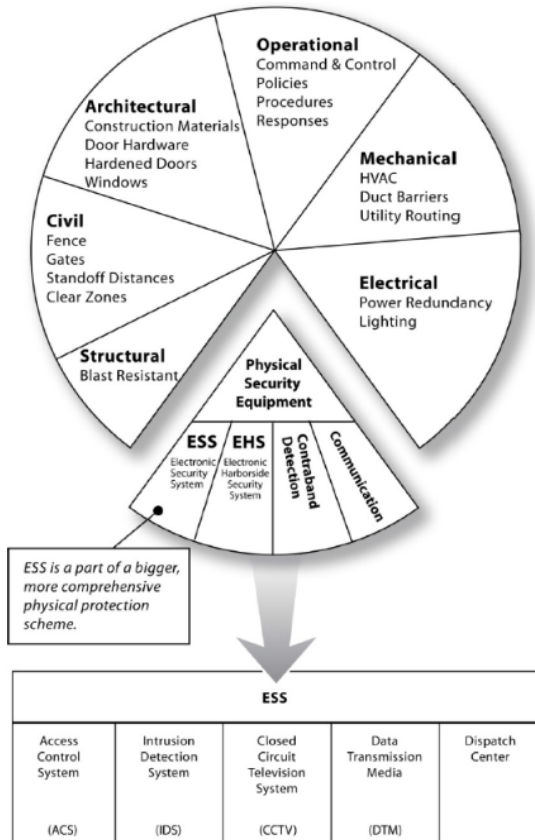 Operational
Command & Control
Policies
Procedures
Responses
Architectural
Construction Materials
Door Hardware
Hardened Doors
Windows
Mechanical
HVAC
Duct Barriers
Utility Routing
Civil
Fence
Gates
Standoff Distances
Clear Zones
Electrical
Power Redundancy
Lighting
Structural
Blast Resistant
Physical
Security
Equipment
ESS
Electronic
Security
System
EHS
Electronic
Harborside
Security
System
Contraband
Detection
Communication
ESS is a part of a bigger,
more comprehensive
physical protection
scheme.
ESS
Access
Control
System
(ACS)
Intrusion
Detection
System
(IDS)
Closed
Circuit
Television
System
(CCTV)
Data
Transmission
Media
(DTM)
Dispatch
Center